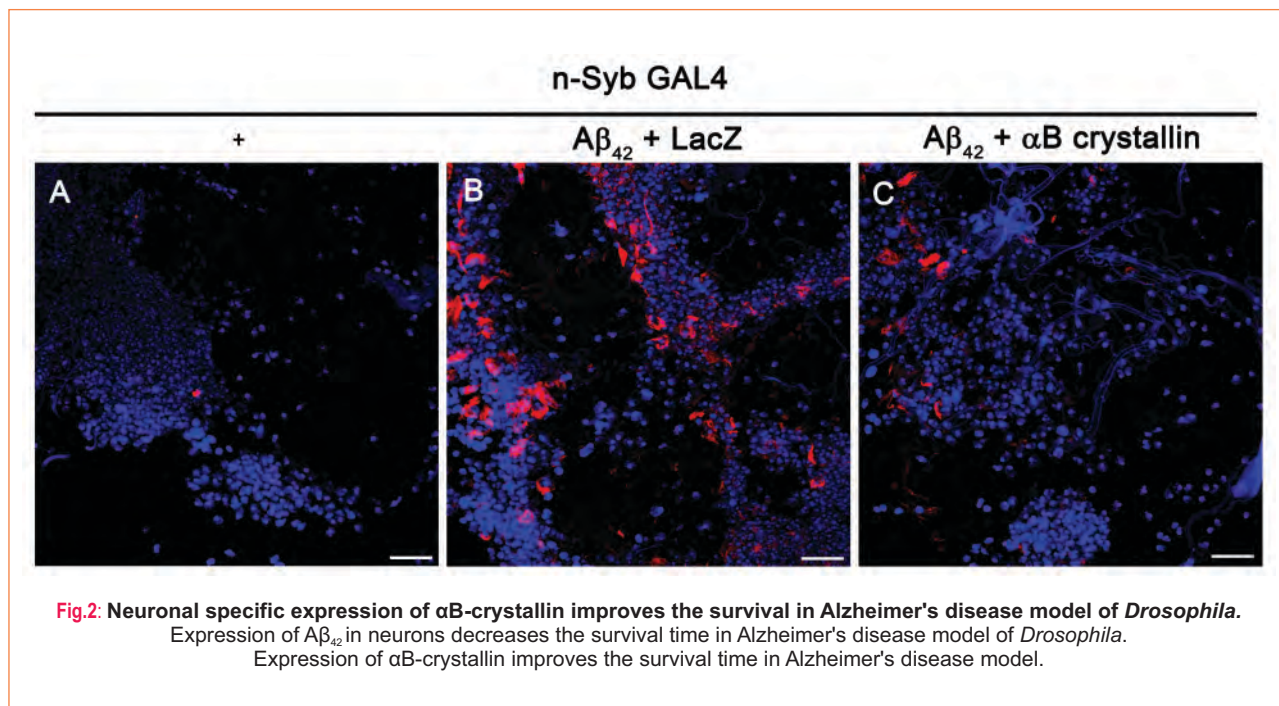 n-Syb GAL4
+
Aβ₄₂ + LacZ
Aβ₄₂ + αB crystallin
A
B
C
Fig.2: Neuronal specific expression of αB-crystallin improves the survival in Alzheimer's disease model of Drosophila.
Expression of Aβ₄₂ in neurons decreases the survival time in Alzheimer's disease model of Drosophila.
Expression of αB-crystallin improves the survival time in Alzheimer's disease model.